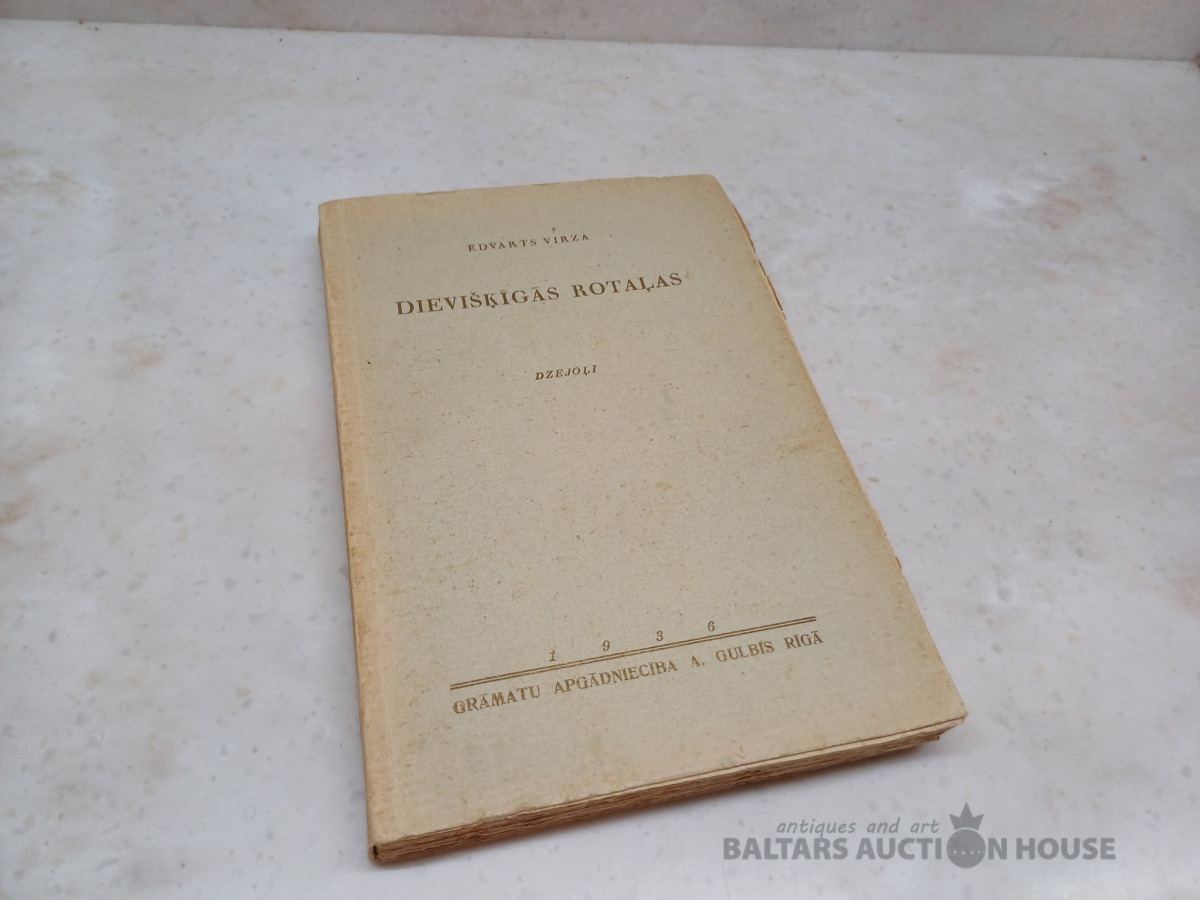 EDVARTS VIRZA
DIEVIŠĶĪGĀS ROTAĻAS
DZEJOĻI
1 9 3 6
GRĀMATU APGĀDNIECĪBA A. GULBIS RĪGĀ
antiques and art
BALTARS AUCTION HOUSE